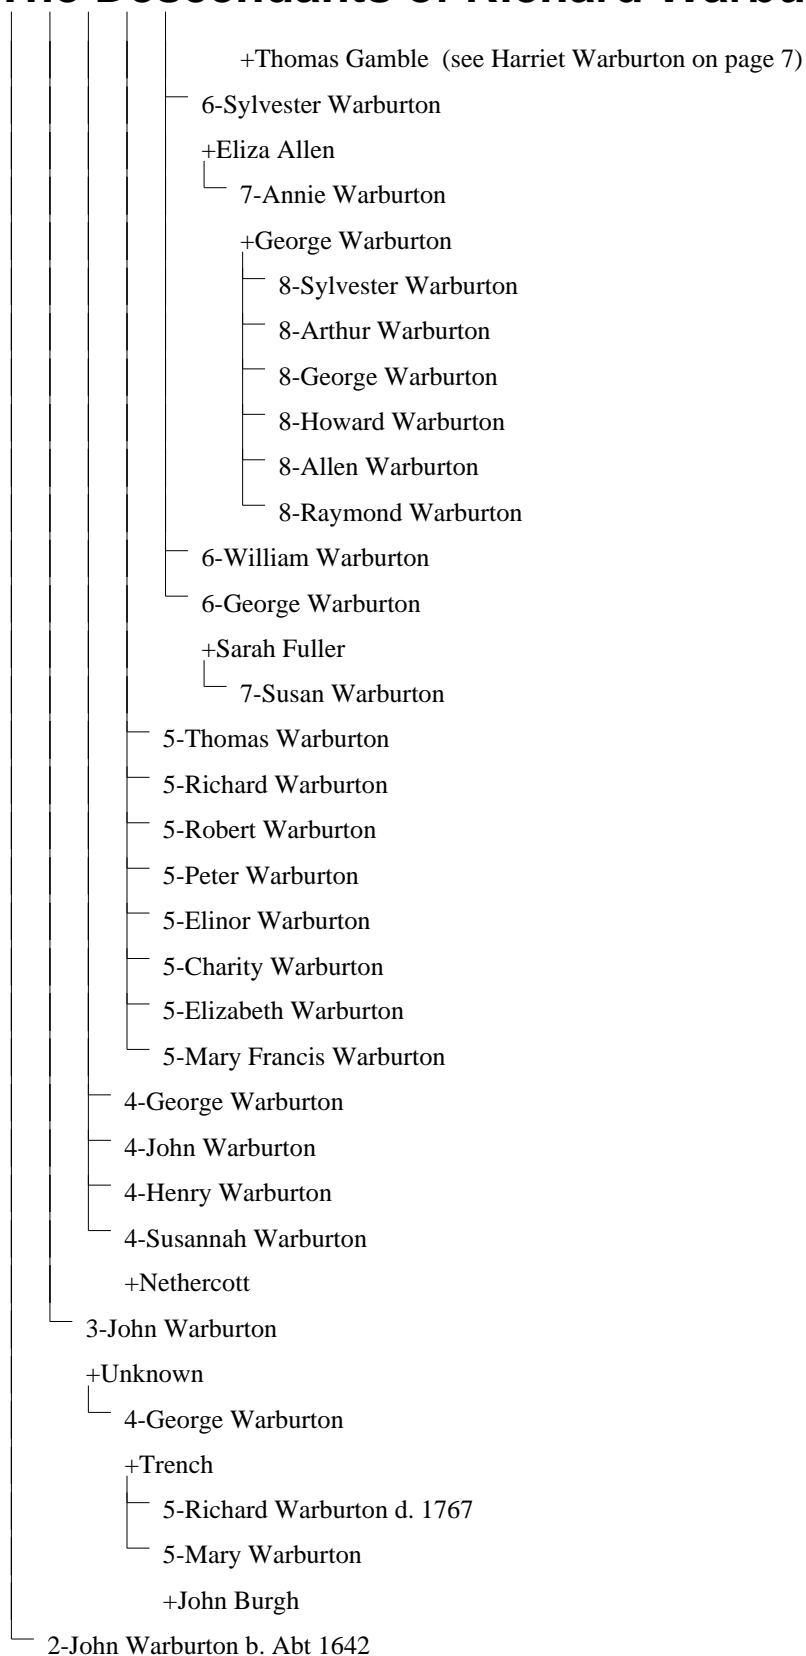 The Descendants of Richard Warbu
+Thomas Gamble (see Harriet Warburton on page 7)
6-Sylvester Warburton
+Eliza Allen
7-Annie Warburton
+George Warburton
8-Sylvester Warburton
8-Arthur Warburton
8-George Warburton
8-Howard Warburton
8-Allen Warburton
8-Raymond Warburton
6-William Warburton
6-George Warburton
+Sarah Fuller
7-Susan Warburton
5-Thomas Warburton
5-Richard Warburton
5-Robert Warburton
5-Peter Warburton
5-Elinor Warburton
5-Charity Warburton
5-Elizabeth Warburton
5-Mary Francis Warburton
4-George Warburton
4-John Warburton
4-Henry Warburton
4-Susannah Warburton
+Nethercott
3-John Warburton
+Unknown
4-George Warburton
+Trench
5-Richard Warburton d. 1767
5-Mary Warburton
+John Burgh
2-John Warburton b. Abt 1642